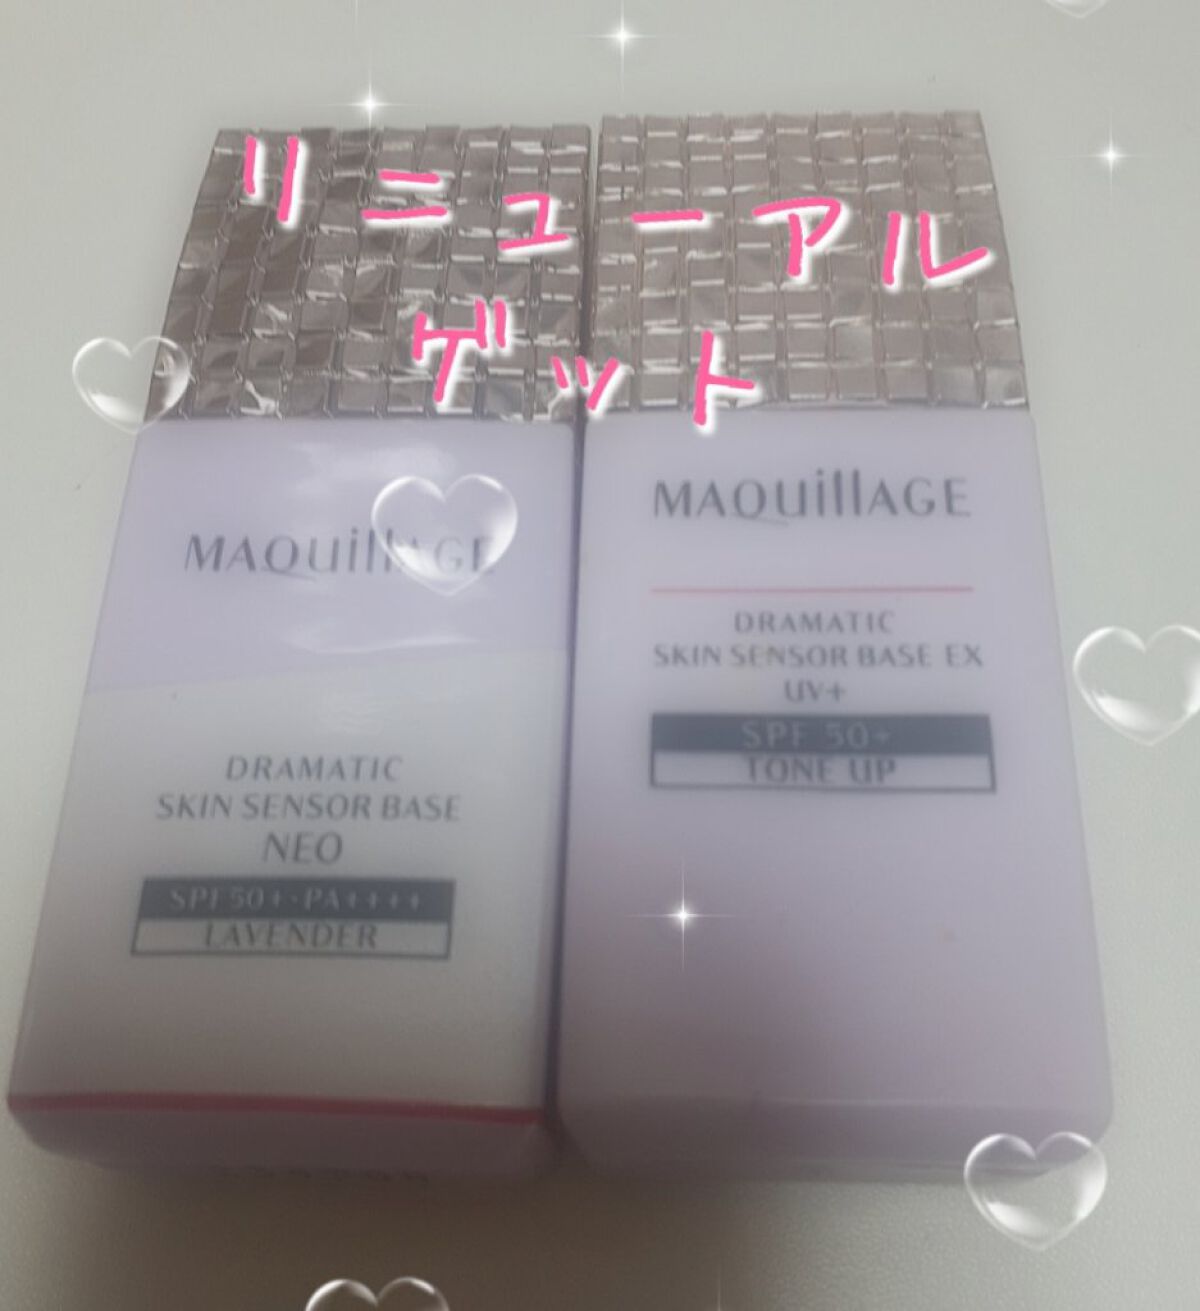 リニューアル
ゲット
MAQuillAGE
DRAMATIC
SKIN SENSOR BASE
NEO
SPF50+・PA++++
LAVENDER
MAQuillAGE
DRAMATIC
SKIN SENSOR BASE EX
UV+
SPF 50+
TONE UP